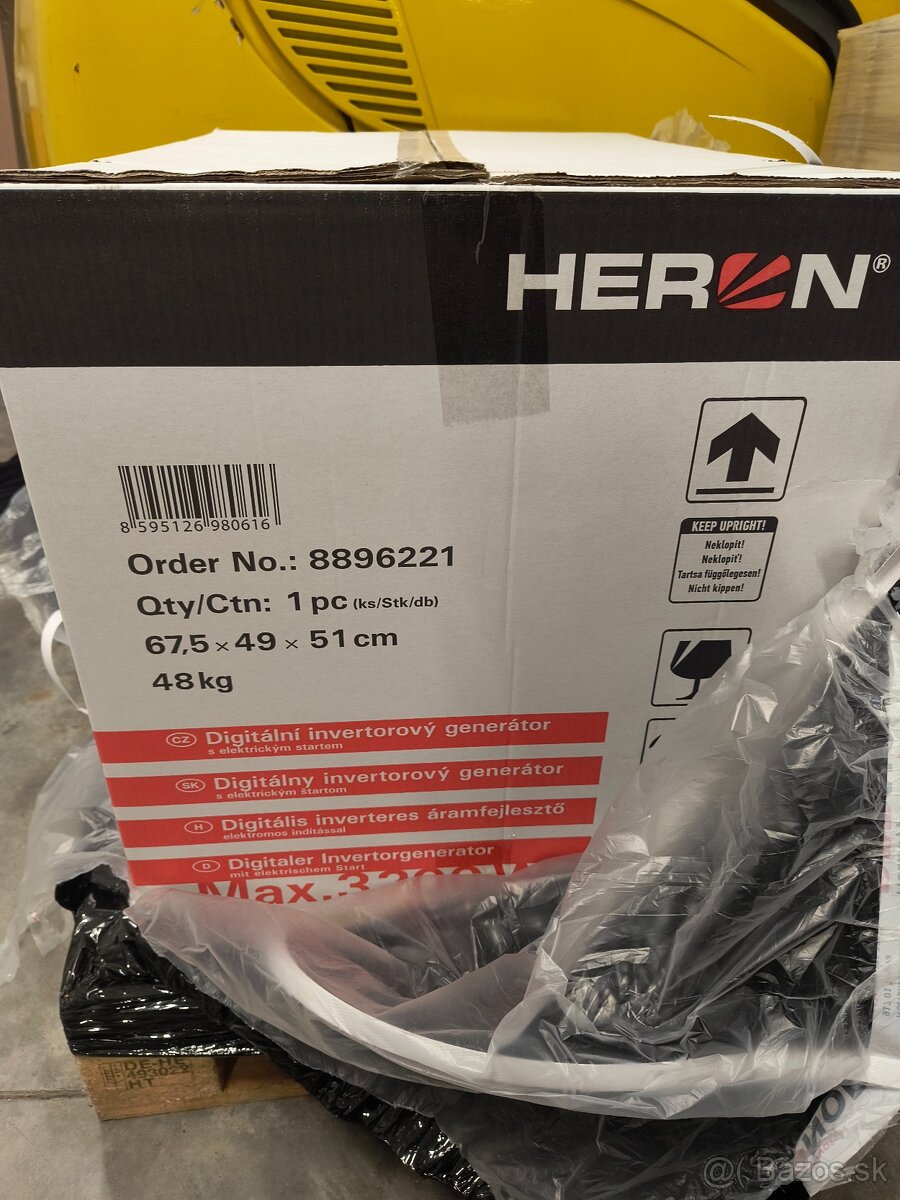 HERON®
8 595126 980616
Order No.: 8896221
Qty/Ctn: 1 pc (ks/Stk/db)
67,5 × 49 × 51 cm
48 kg
KEEP UPRIGHT!
Neklopit!
Neklopiť!
Tartsa függőlegesen!
Nicht kippen!
CZ Digitální invertorový generátor
s elektrickým startem
SK Digitálny invertorový generátor
s elektrickým štartom
H Digitális inverteres áramfejlesztő
elektromos indítással
D Digitaler Invertorgenerator
mit elektrischem Start
Max.
HT
@( Bazos.sk